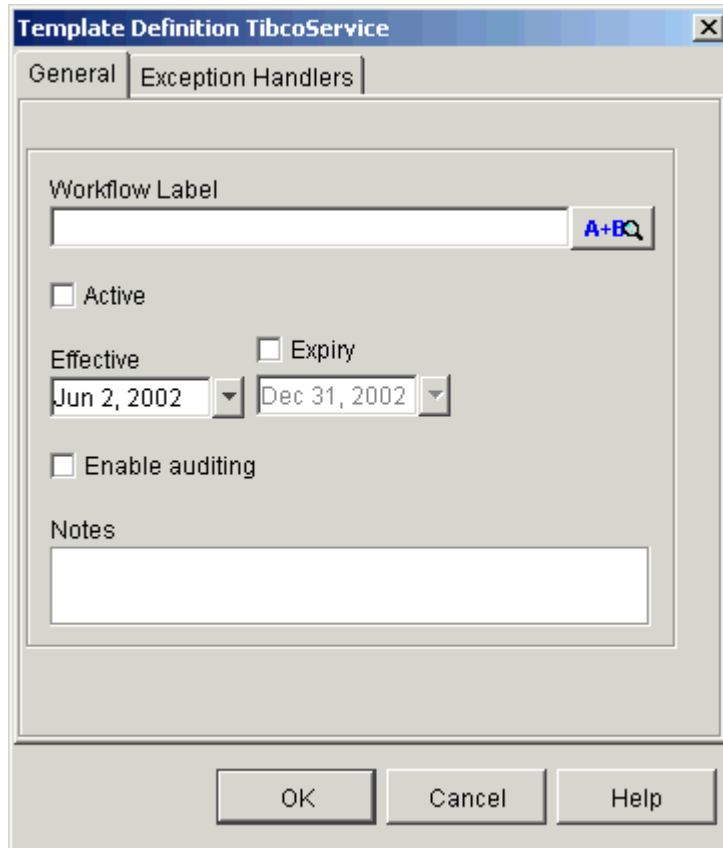 Template Definition TibcoService
General Exception Handlers
Workflow Label
A+B
Active
Expiry
Effective
Jun 2, 2002 Dec 31, 2002
Enable auditing
Notes
OK Cancel Help